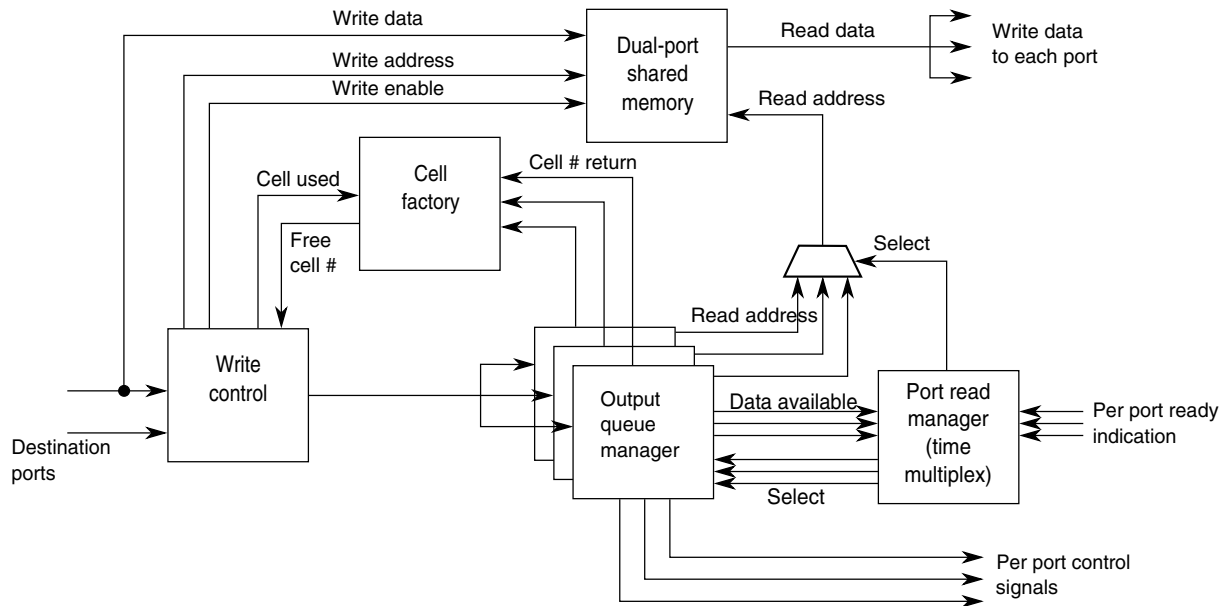 Write data
Write address
Write enable
Dual-port
shared
memory
Read data
Write data
to each port
Read address
Cell used
Cell
factory
Cell # return
Free
cell #
Select
Read address
Write
control
Destination
ports
Output
queue
manager
Data available
Select
Port read
manager
(time
multiplex)
Per port ready
indication
Per port control
signals